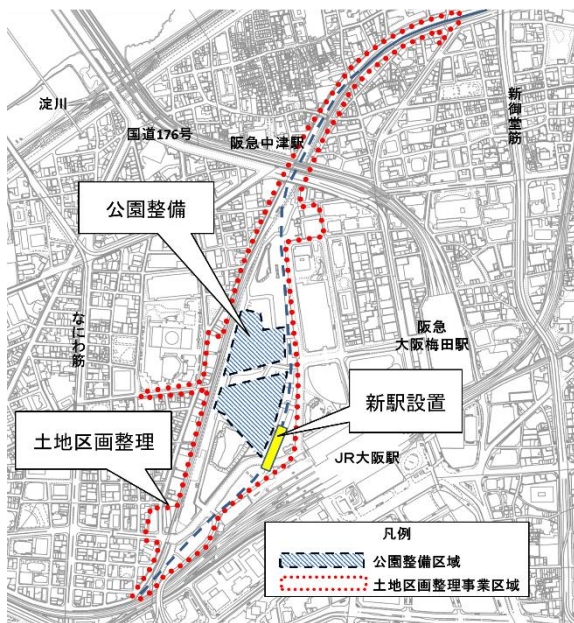 淀川
国道176号
阪急中津駅
新御堂筋
公園整備
なにわ筋
阪急
大阪梅田駅
新駅設置
土地区画整理
JR大阪駅
凡例
公園整備区域
土地区画整理事業区域